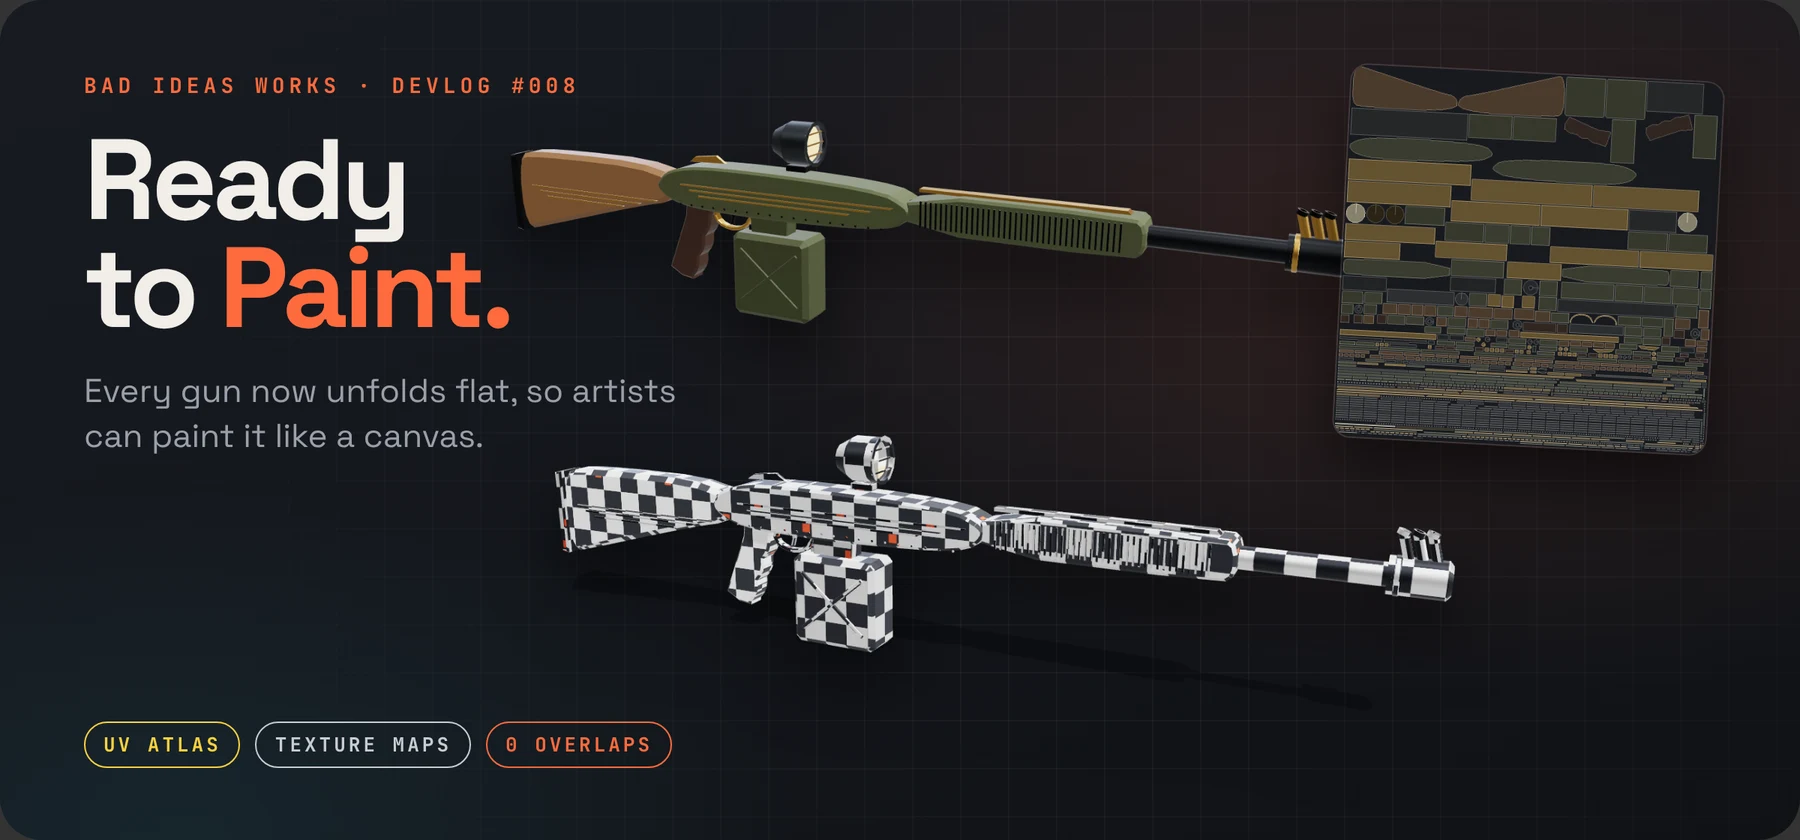 BAD IDEAS WORKS · DEVLOG #008
Ready
to Paint.
Every gun now unfolds flat, so artists
can paint it like a canvas.
UV ATLAS
TEXTURE MAPS
0 OVERLAPS